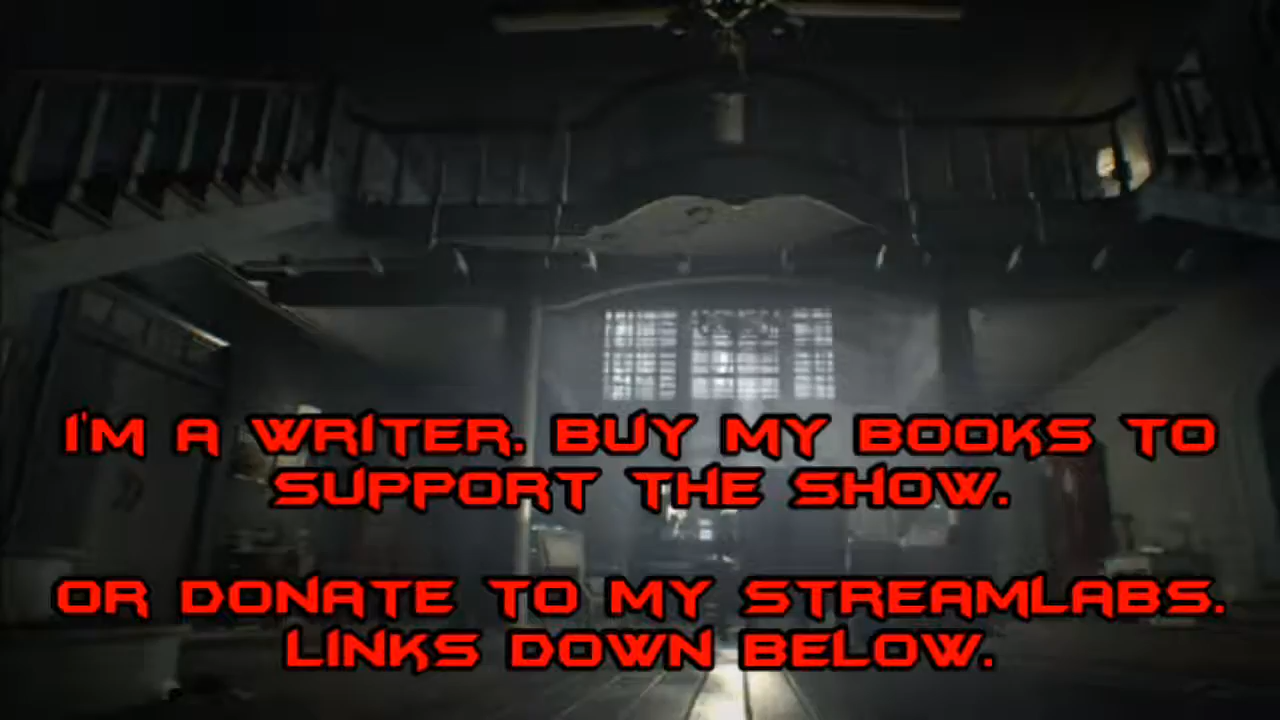 I'M A WRITER. BUY MY BOOKS TO
SUPPORT THE SHOW.
OR DONATE TO MY STREAMLABS.
LINKS DOWN BELOW.